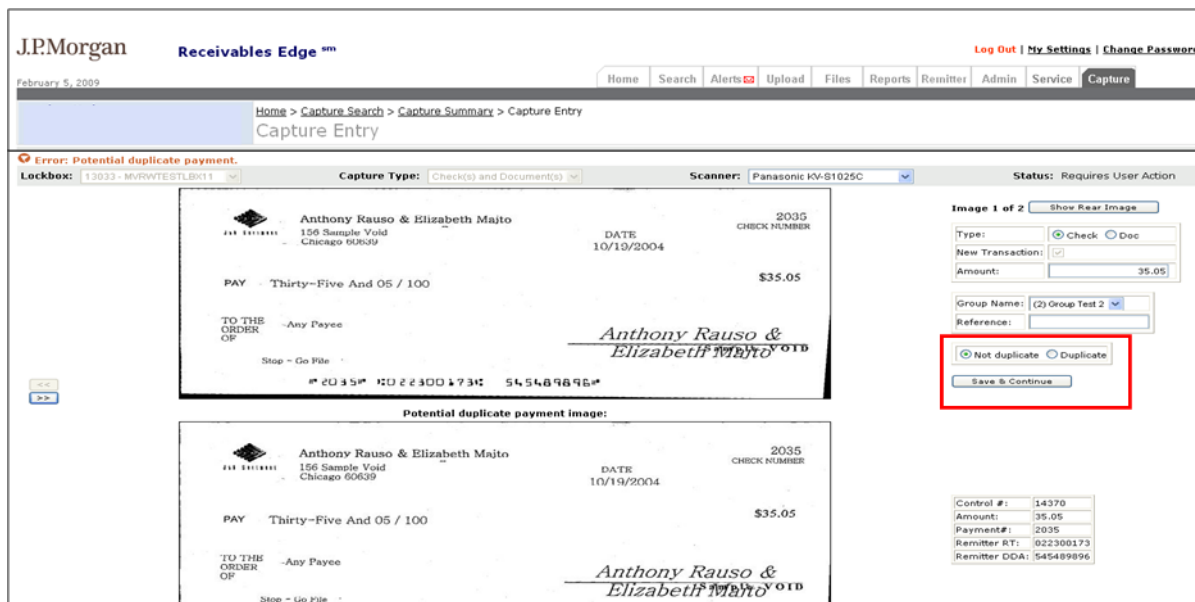 J.P.Morgan
Receivables Edge sm
Log Out | My Settings | Change Password
February 5, 2009
Home Search Alerts Upload Files Reports Remitter Admin Service Capture
Home > Capture Search > Capture Summary > Capture Entry
Capture Entry
Error: Potential duplicate payment.
Lockbox: 13033 - MVRWTESTLBX11 Capture Type: Check(s) and Document(s) Scanner: Panasonic KV-S1025C Status: Requires User Action
Image 1 of 2 Show Rear Image
Type: Check Doc
New Transaction:
Amount: 35.05
Group Name: (2) Group Test 2
Reference:
Not duplicate Duplicate
Save & Continue
<<
>>
Anthony Rauso & Elizabeth Majto
156 Sample Void
Chicago 60639
2035
CHECK NUMBER
DATE
10/19/2004
$35.05
PAY Thirty-Five And 05 / 100
TO THE
ORDER
OF
Any Payee
Anthony Rauso &
Elizabeth Majto
Sample VOID
Stop - Go File
⑈2035⑈ ⑆022300173⑆ 545489896⑈
Potential duplicate payment image:
Anthony Rauso & Elizabeth Majto
156 Sample Void
Chicago 60639
2035
CHECK NUMBER
DATE
10/19/2004
$35.05
PAY Thirty-Five And 05 / 100
TO THE
ORDER
OF
Any Payee
Anthony Rauso &
Elizabeth Majto
Sample VOID
Stop - Go File
Control #: 14370
Amount: 35.05
Payment#: 2035
Remitter RT: 022300173
Remitter DDA: 545489896